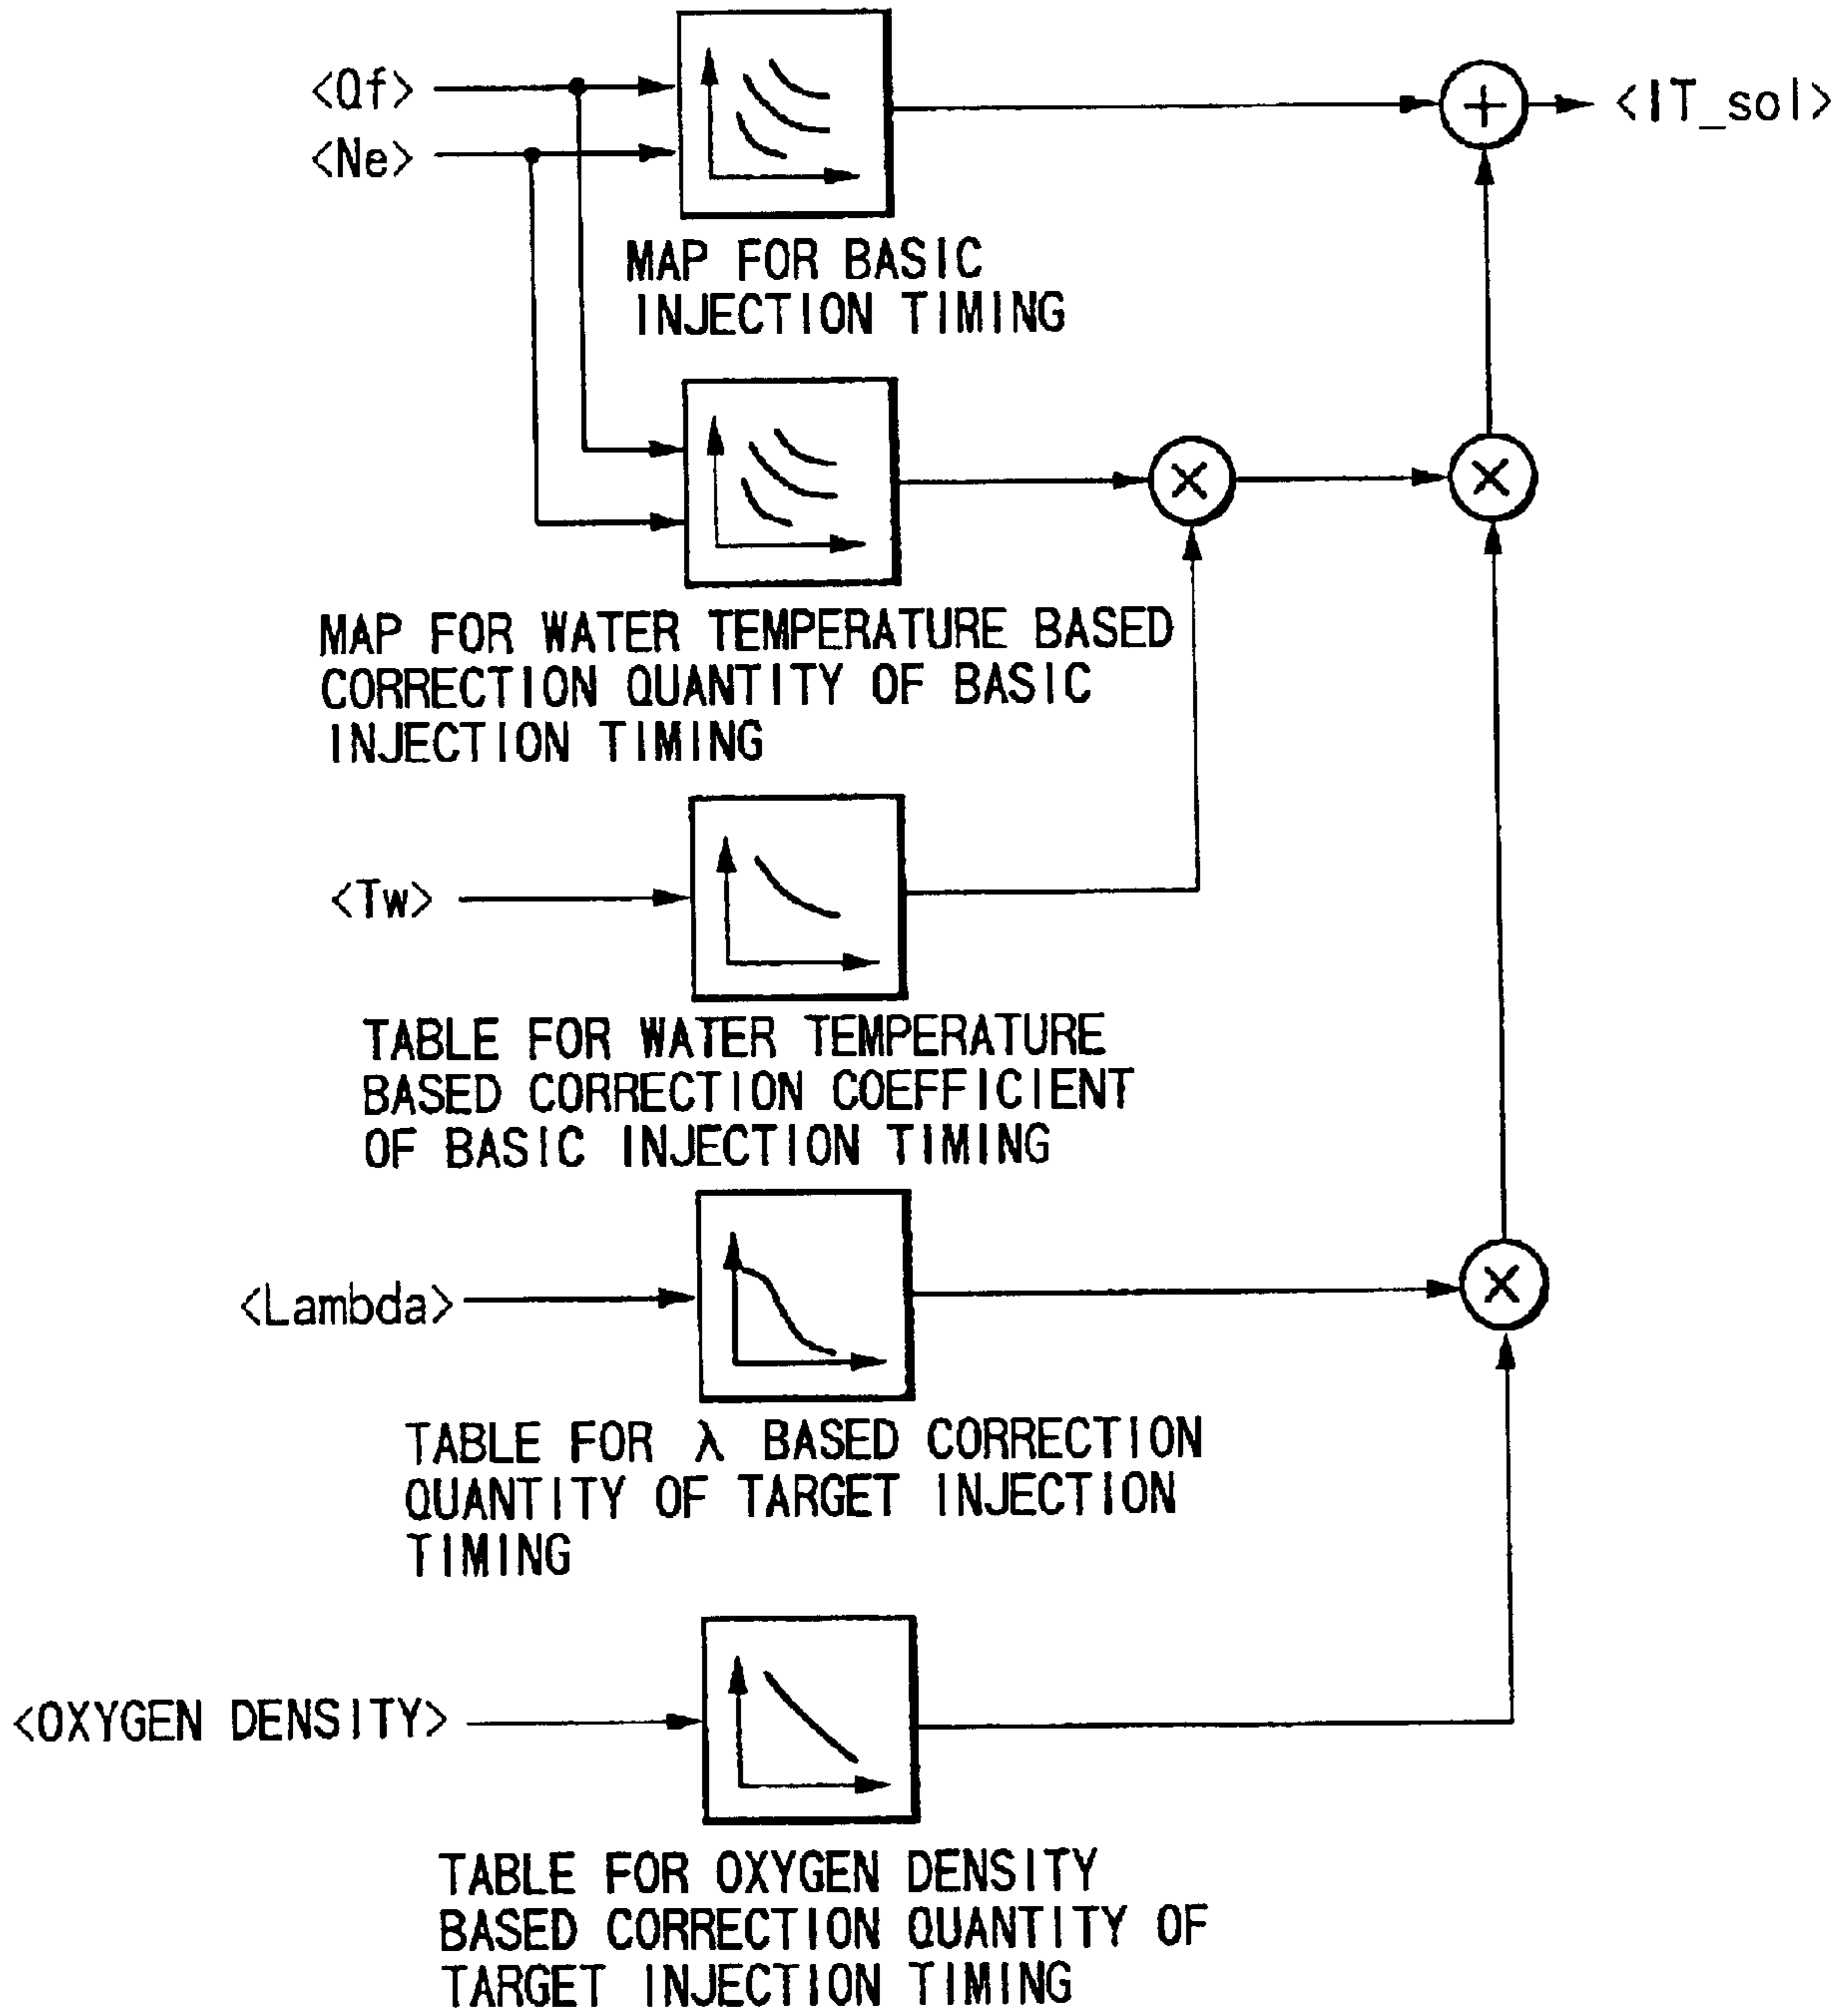 <Qf>
<Ne>
+
<IT_sol>
MAP FOR BASIC
INJECTION TIMING
×
×
MAP FOR WATER TEMPERATURE BASED
CORRECTION QUANTITY OF BASIC
INJECTION TIMING
<Tw>
TABLE FOR WATER TEMPERATURE
BASED CORRECTION COEFFICIENT
OF BASIC INJECTION TIMING
<Lambda>
×
TABLE FOR λ BASED CORRECTION
QUANTITY OF TARGET INJECTION
TIMING
<OXYGEN DENSITY>
TABLE FOR OXYGEN DENSITY
BASED CORRECTION QUANTITY OF
TARGET INJECTION TIMING